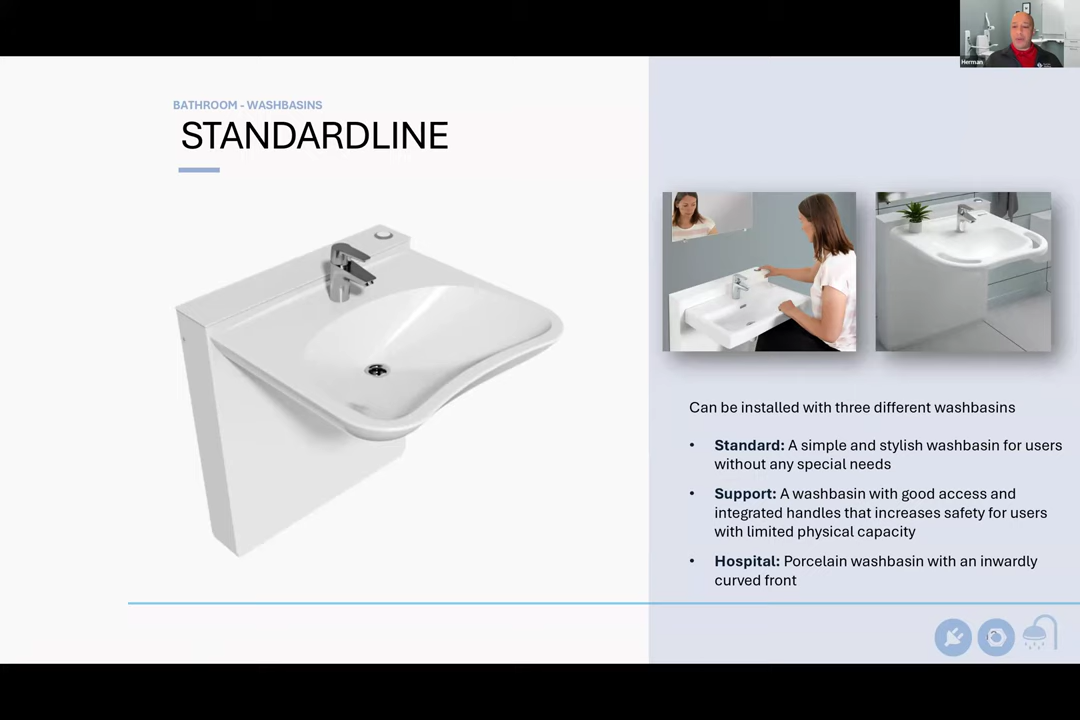 Herman
BATHROOM - WASHBASINS
STANDARDLINE
Can be installed with three different washbasins
• Standard: A simple and stylish washbasin for users
without any special needs
• Support: A washbasin with good access and
integrated handles that increases safety for users
with limited physical capacity
• Hospital: Porcelain washbasin with an inwardly
curved front